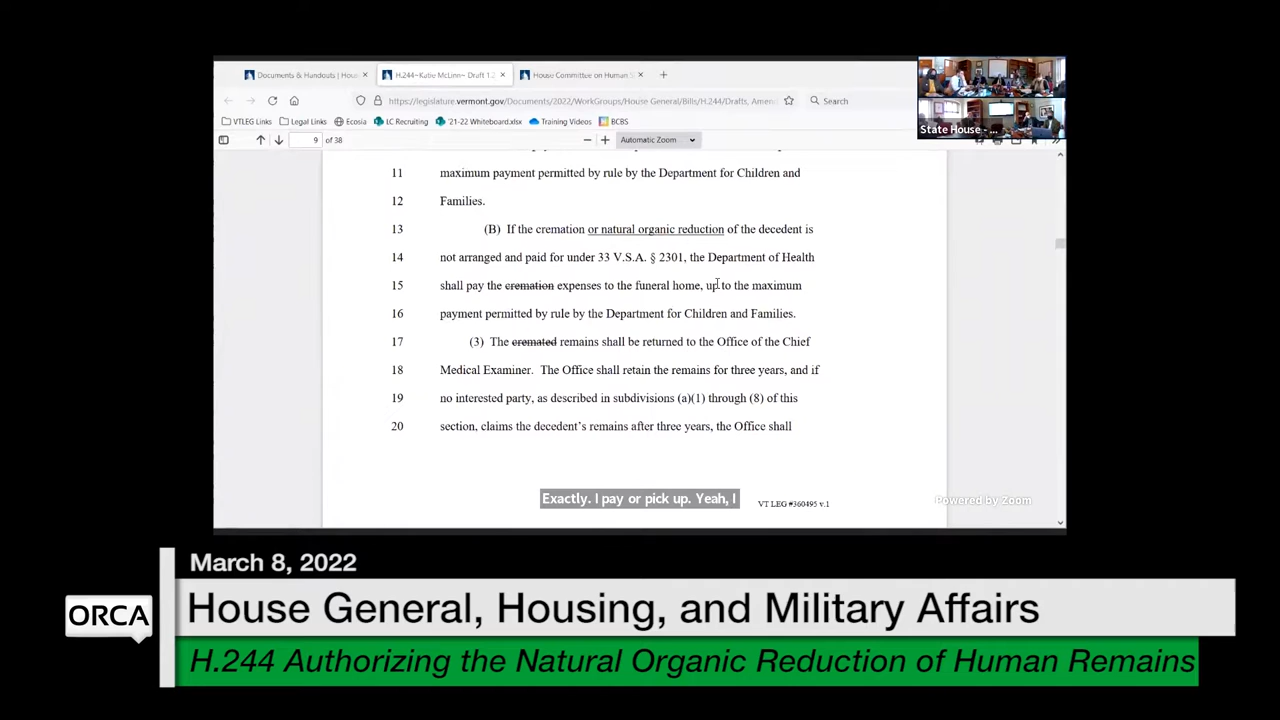 Documents & Handouts | Hou
H.244~Katie McLinn~ Draft 1.
House Committee on Human S
https://legislature.vermont.gov/Documents/2022/WorkGroups/House General/Bills/H.244/Drafts, Amend
Search
VTLEG Links
Legal Links
Ecosia
LC Recruiting
'21-22 Whiteboard.xlsx
Training Videos
BCBS
State House - ...
9 of 38
Automatic Zoom
11 maximum payment permitted by rule by the Department for Children and
12 Families.
13 (B) If the cremation or natural organic reduction of the decedent is
14 not arranged and paid for under 33 V.S.A. § 2301, the Department of Health
15 shall pay the cremation expenses to the funeral home, up to the maximum
16 payment permitted by rule by the Department for Children and Families.
17 (3) The cremated remains shall be returned to the Office of the Chief
18 Medical Examiner. The Office shall retain the remains for three years, and if
19 no interested party, as described in subdivisions (a)(1) through (8) of this
20 section, claims the decedent's remains after three years, the Office shall
Exactly. I pay or pick up. Yeah, I
VT LEG #360495 v.1
Powered by Zoom
March 8, 2022
ORCA
House General, Housing, and Military Affairs
H.244 Authorizing the Natural Organic Reduction of Human Remains